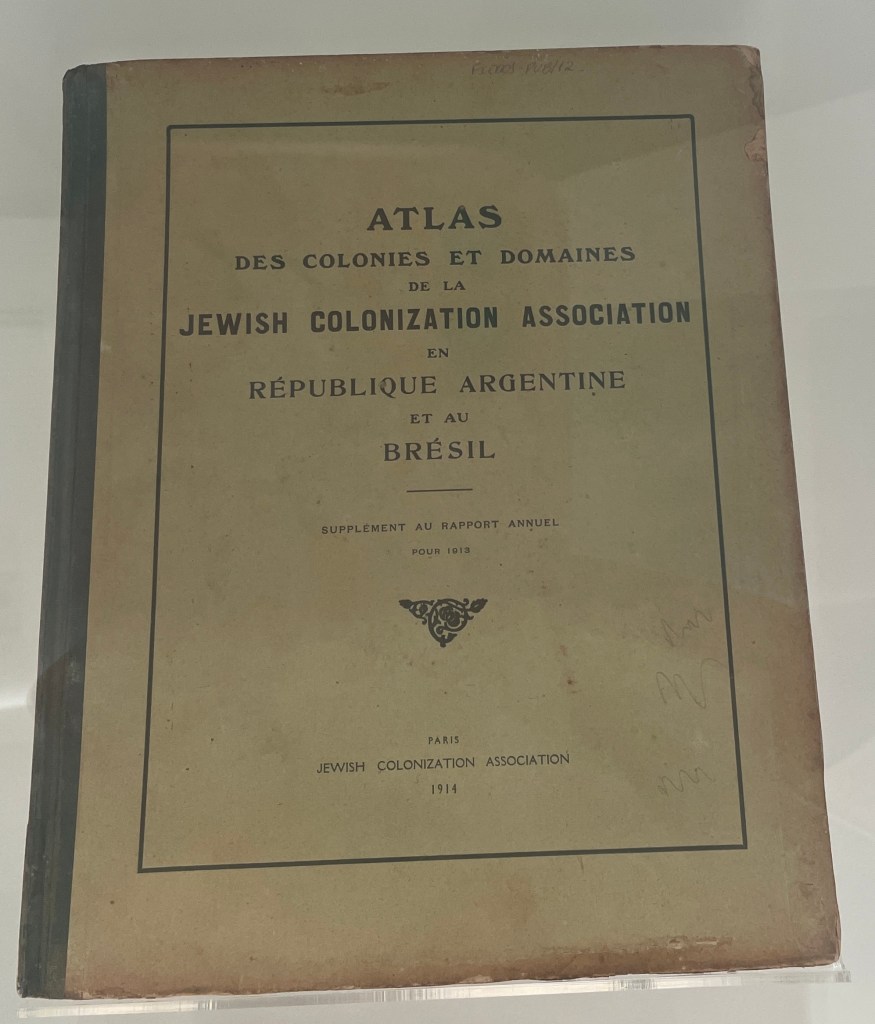 ATLAS
DES COLONIES ET DOMAINES
DE LA
JEWISH COLONIZATION ASSOCIATION
EN
RÉPUBLIQUE ARGENTINE
ET AU
BRÉSIL
SUPPLÉMENT AU RAPPORT ANNUEL
POUR 1913
PARIS
JEWISH COLONIZATION ASSOCIATION
1914